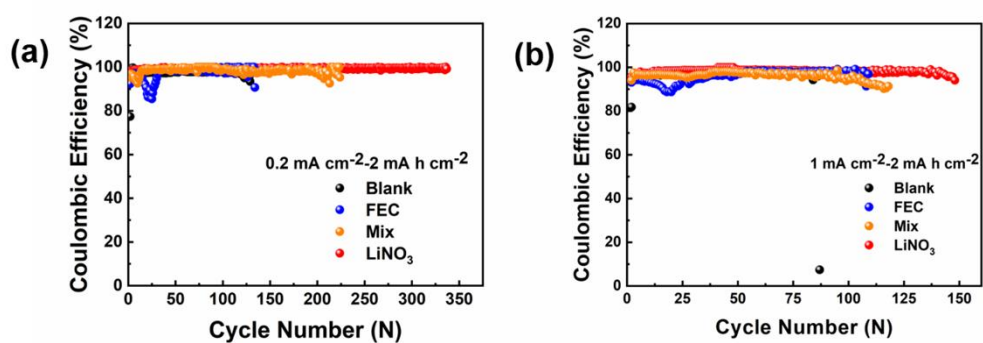 (a)
Coulombic Efficiency (%)
120
100
80
60
40
20
0
0.2 mA cm⁻²-2 mA h cm⁻²
Blank
FEC
Mix
LiNO₃
0 50 100 150 200 250 300 350
Cycle Number (N)
(b)
Coulombic Efficiency (%)
120
100
80
60
40
20
0
1 mA cm⁻²-2 mA h cm⁻²
Blank
FEC
Mix
LiNO₃
0 25 50 75 100 125 150
Cycle Number (N)